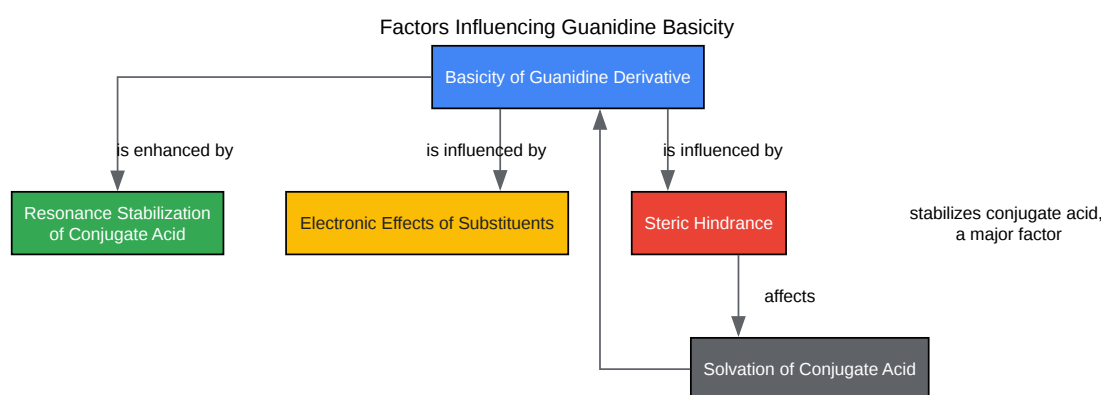 Factors Influencing Guanidine Basicity
Basicity of Guanidine Derivative
is enhanced by
is influenced by
is influenced by
Resonance Stabilization
of Conjugate Acid
Electronic Effects of Substituents
Steric Hindrance
stabilizes conjugate acid,
a major factor
affects
Solvation of Conjugate Acid